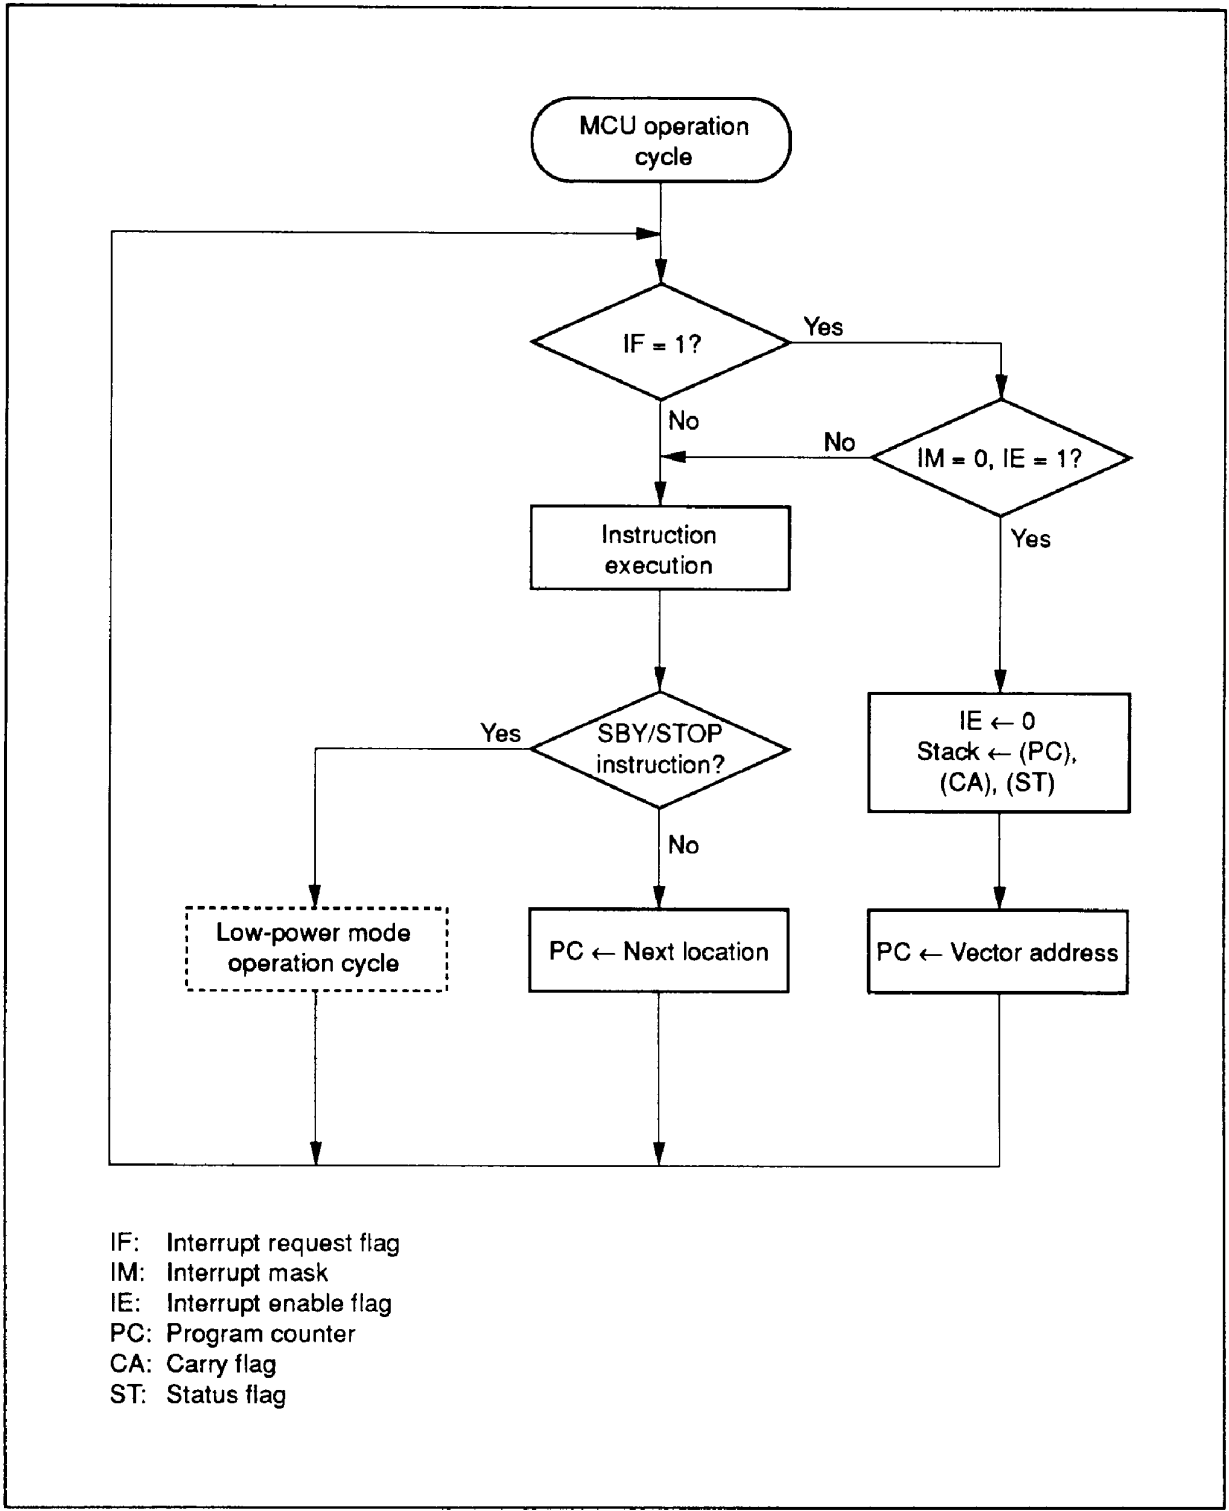 MCU operation
cycle
IF = 1?
Yes
No
IM = 0, IE = 1?
No
Yes
Instruction
execution
SBY/STOP
instruction?
Yes
No
IE ← 0
Stack ← (PC),
(CA), (ST)
Low-power mode
operation cycle
PC ← Next location
PC ← Vector address
IF: Interrupt request flag
IM: Interrupt mask
IE: Interrupt enable flag
PC: Program counter
CA: Carry flag
ST: Status flag